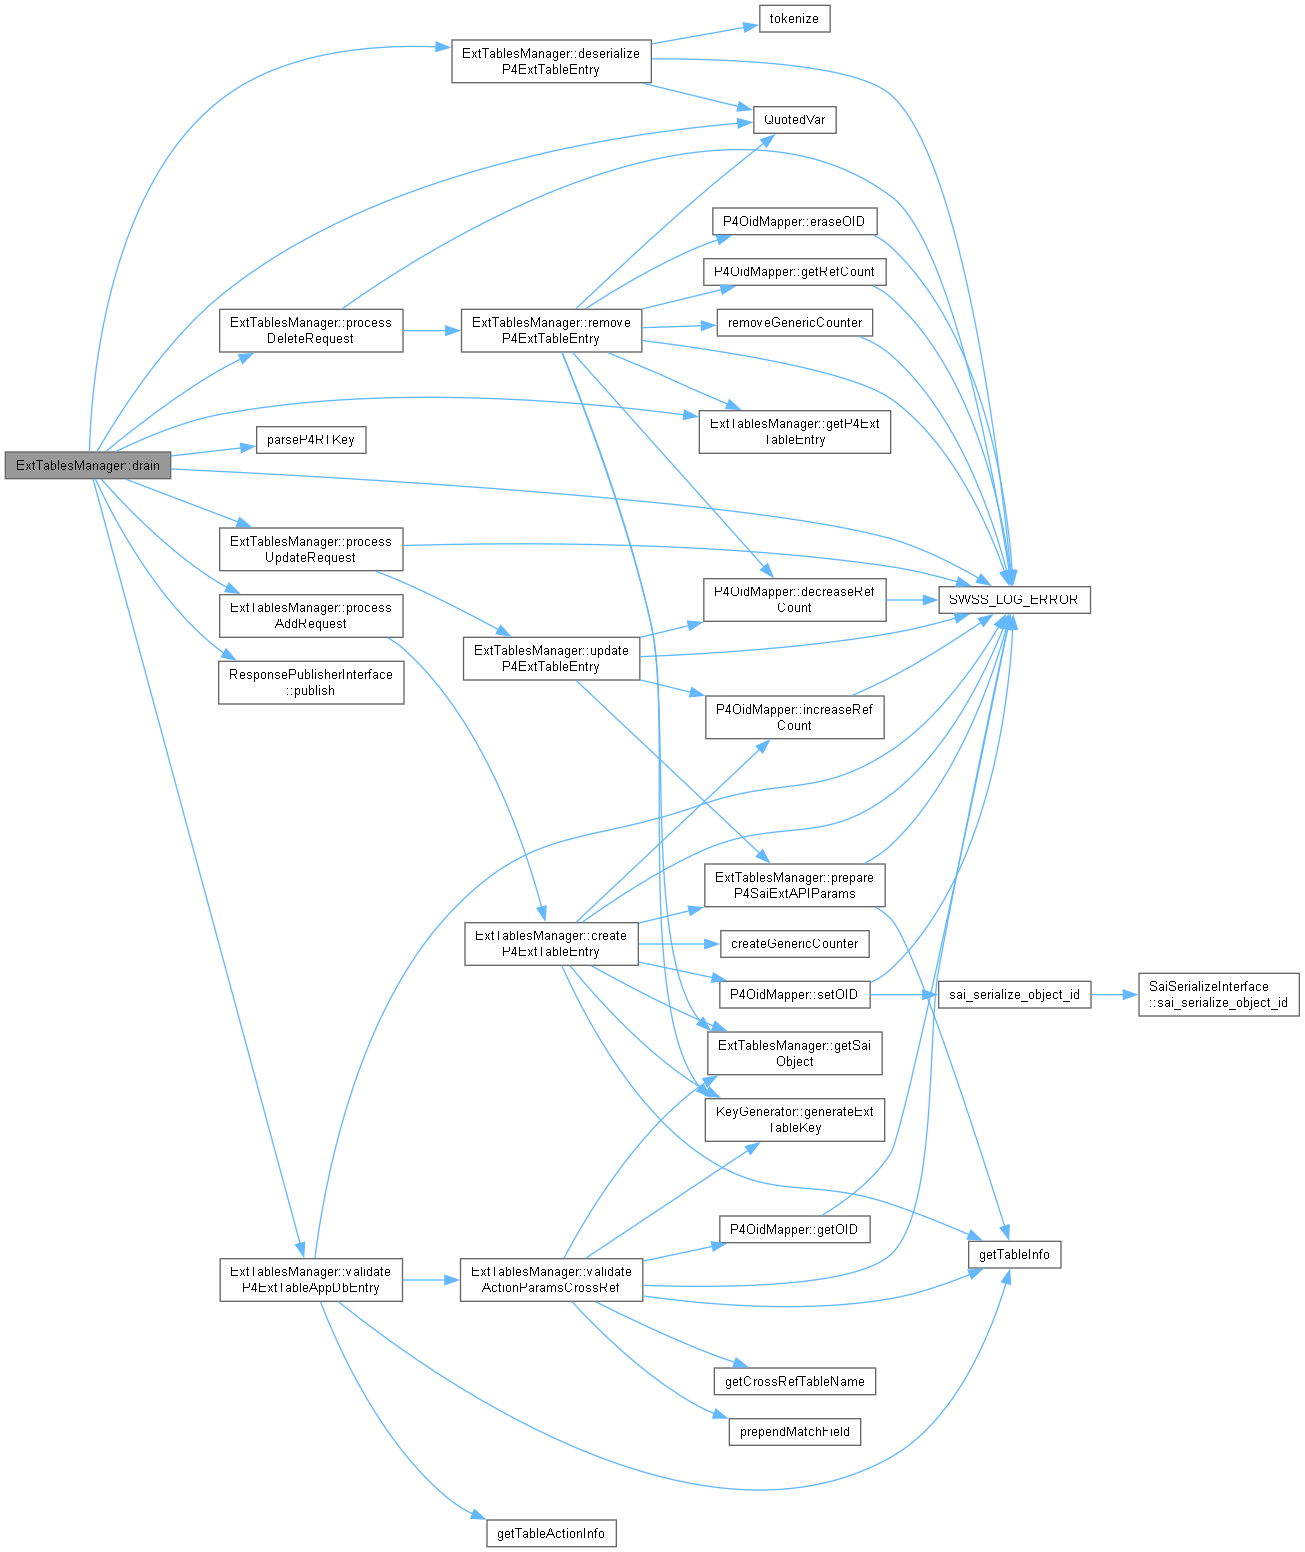 tokenize
ExtTablesManager::deserialize
P4ExtTableEntry
QuotedVar
P4OidMapper::eraseOID
P4OidMapper::getRefCount
ExtTablesManager::process
DeleteRequest
ExtTablesManager::remove
P4ExtTableEntry
removeGenericCounter
ExtTablesManager::getP4Ext
TableEntry
parseP4RTKey
ExtTablesManager::drain
ExtTablesManager::process
UpdateRequest
ExtTablesManager::process
AddRequest
ResponsePublisherInterface
::publish
ExtTablesManager::update
P4ExtTableEntry
P4OidMapper::decreaseRef
Count
SWSS_LOG_ERROR
P4OidMapper::increaseRef
Count
ExtTablesManager::prepare
P4SaiExtAPIParams
ExtTablesManager::create
P4ExtTableEntry
createGenericCounter
P4OidMapper::setOID
sai_serialize_object_id
SaiSerializeInterface
::sai_serialize_object_id
ExtTablesManager::getSai
Object
KeyGenerator::generateExt
TableKey
P4OidMapper::getOID
getTableInfo
ExtTablesManager::validate
P4ExtTableAppDbEntry
ExtTablesManager::validate
ActionParamsCrossRef
getCrossRefTableName
prependMatchField
getTableActionInfo